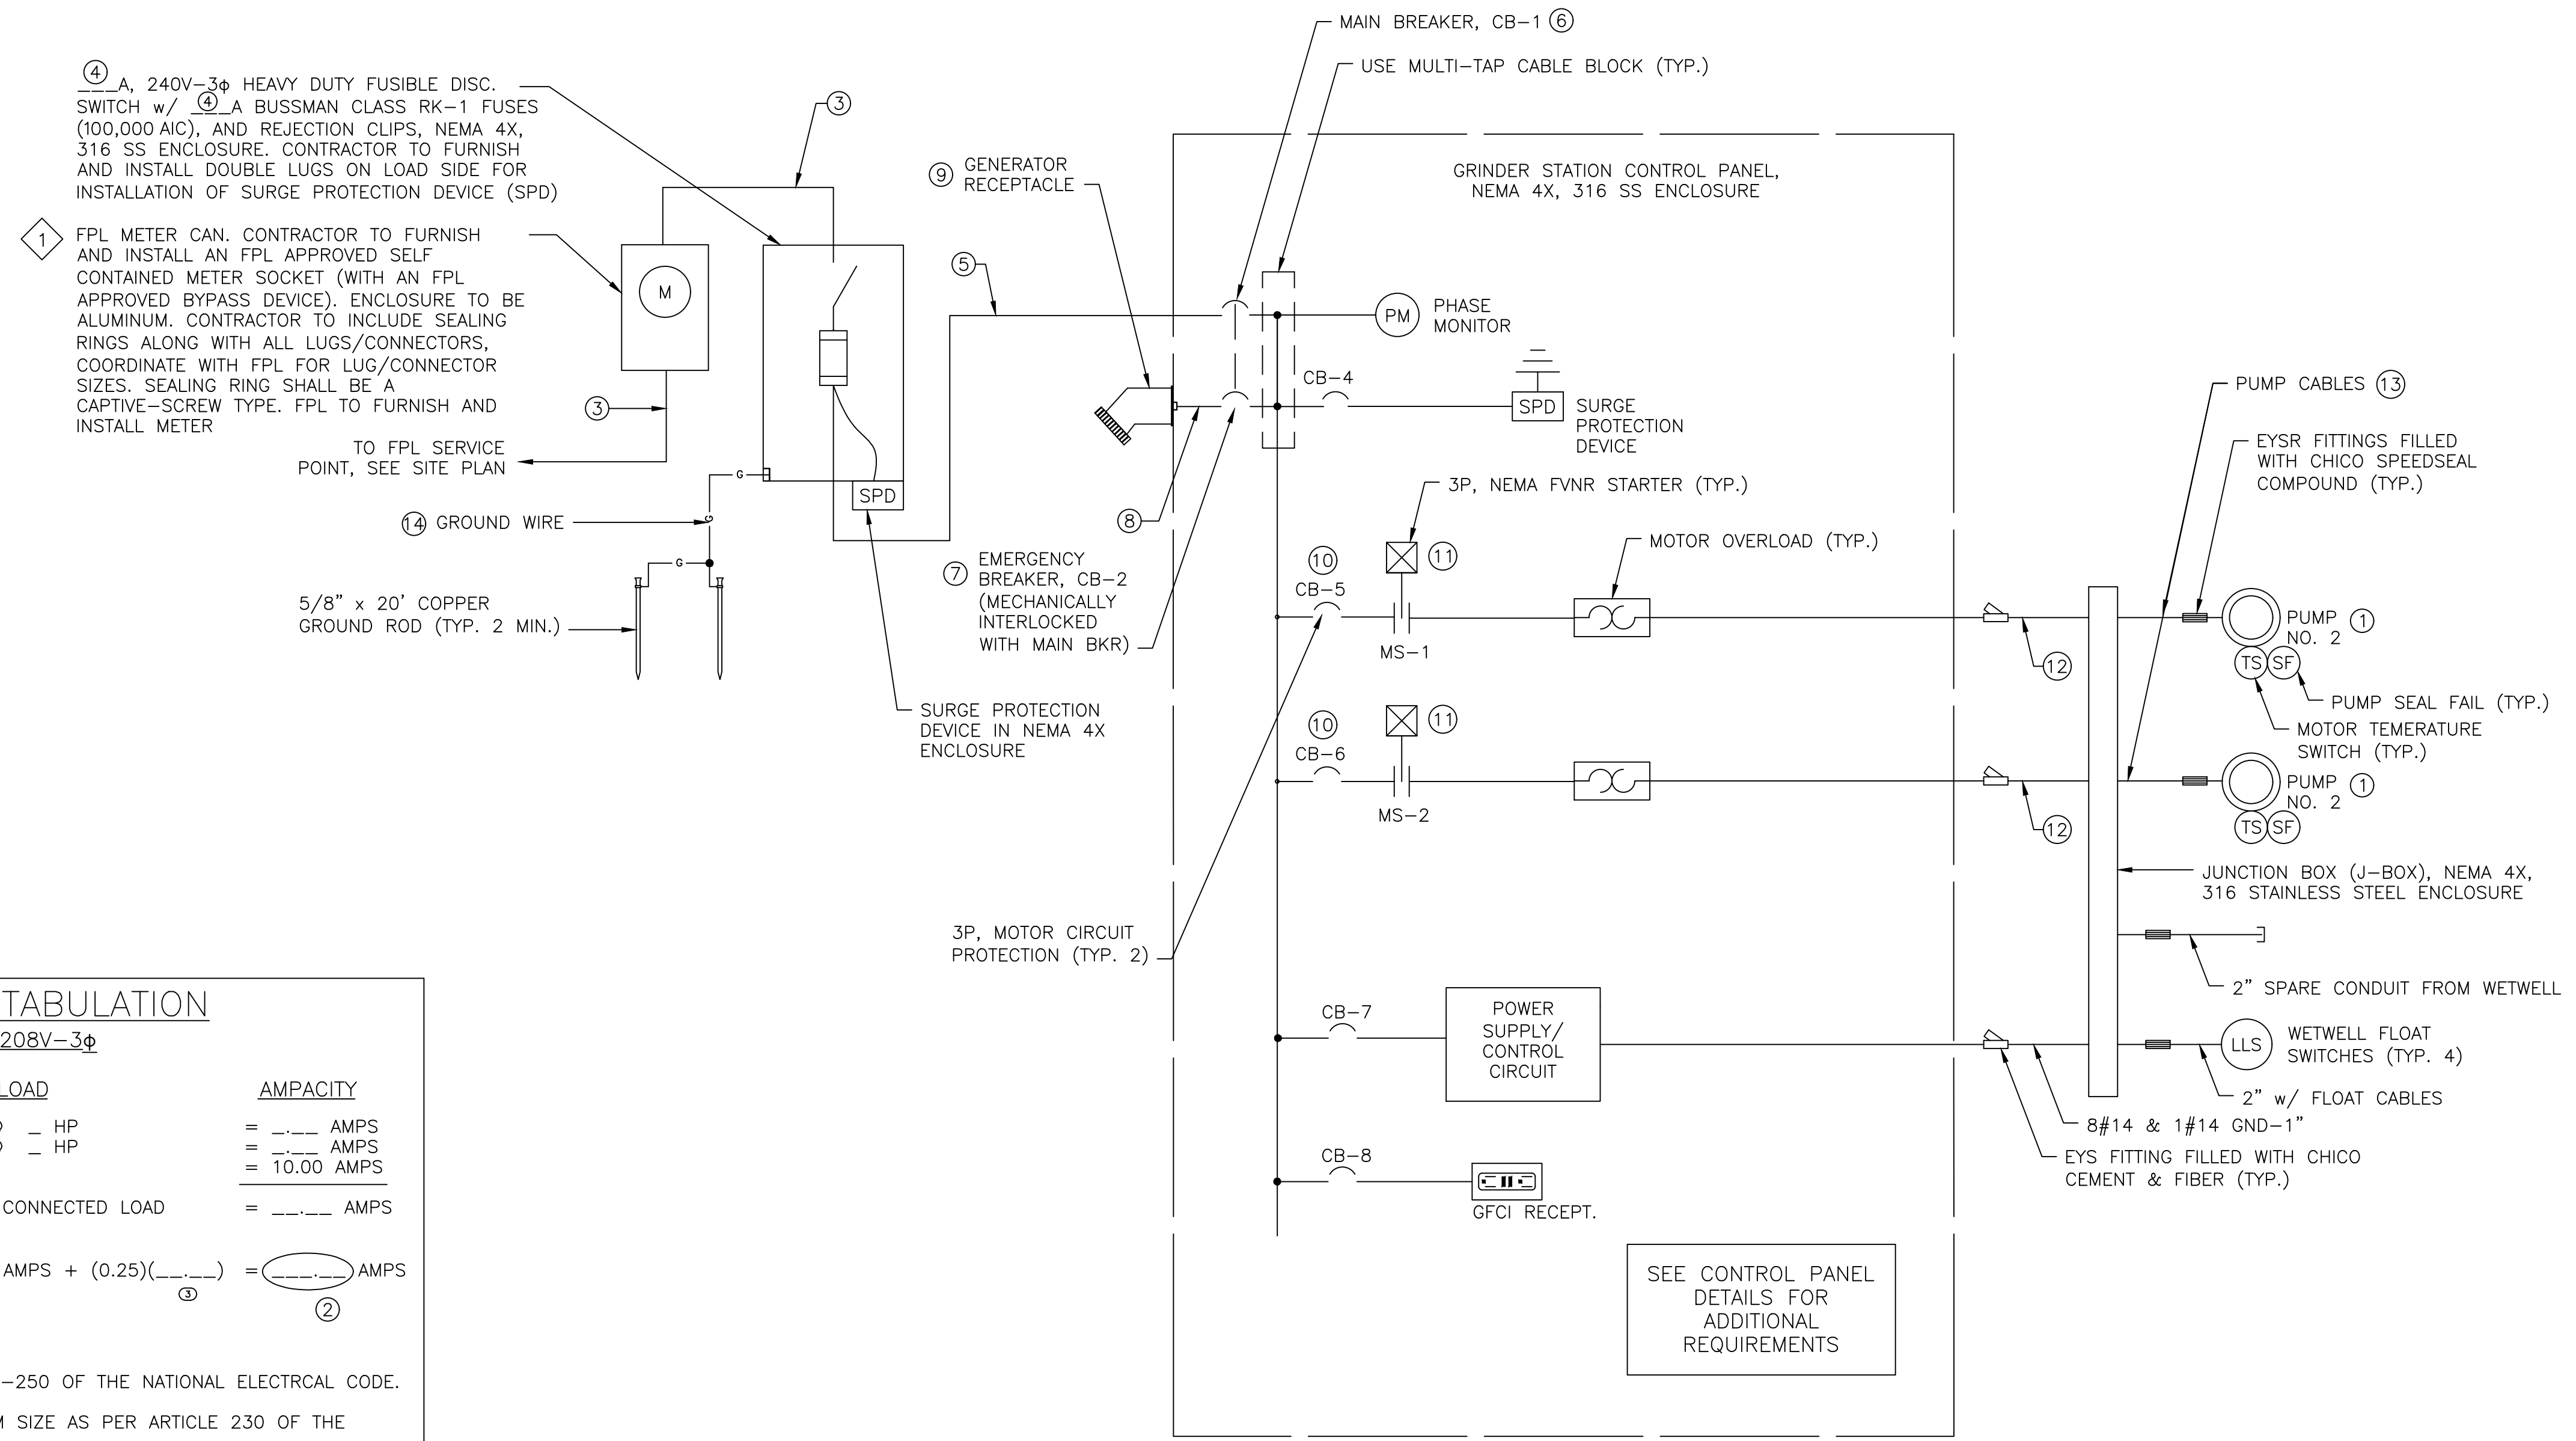 MAIN BREAKER, CB-1 ⑥
USE MULTI-TAP CABLE BLOCK (TYP.)
④
___A, 240V-3ϕ HEAVY DUTY FUSIBLE DISC.
SWITCH w/ _④_A BUSSMAN CLASS RK-1 FUSES
(100,000 AIC), AND REJECTION CLIPS, NEMA 4X,
316 SS ENCLOSURE. CONTRACTOR TO FURNISH
AND INSTALL DOUBLE LUGS ON LOAD SIDE FOR
INSTALLATION OF SURGE PROTECTION DEVICE (SPD)
③
1
FPL METER CAN. CONTRACTOR TO FURNISH
AND INSTALL AN FPL APPROVED SELF
CONTAINED METER SOCKET (WITH AN FPL
APPROVED BYPASS DEVICE). ENCLOSURE TO BE
ALUMINUM. CONTRACTOR TO INCLUDE SEALING
RINGS ALONG WITH ALL LUGS/CONNECTORS,
COORDINATE WITH FPL FOR LUG/CONNECTOR
SIZES. SEALING RING SHALL BE A
CAPTIVE-SCREW TYPE. FPL TO FURNISH AND
INSTALL METER
M
③
TO FPL SERVICE
POINT, SEE SITE PLAN
G
SPD
⑭ GROUND WIRE
G
G
5/8" x 20' COPPER
GROUND ROD (TYP. 2 MIN.)
SURGE PROTECTION
DEVICE IN NEMA 4X
ENCLOSURE
⑨ GENERATOR
RECEPTACLE
⑤
⑧
⑦ EMERGENCY
BREAKER, CB-2
(MECHANICALLY
INTERLOCKED
WITH MAIN BKR)
3P, MOTOR CIRCUIT
PROTECTION (TYP. 2)
GRINDER STATION CONTROL PANEL,
NEMA 4X, 316 SS ENCLOSURE
PM
PHASE
MONITOR
CB-4
SPD
SURGE
PROTECTION
DEVICE
3P, NEMA FVNR STARTER (TYP.)
⑩
CB-5
⑪
MS-1
MOTOR OVERLOAD (TYP.)
⑩
CB-6
⑪
MS-2
CB-7
POWER
SUPPLY/
CONTROL
CIRCUIT
CB-8
GFCI RECEPT.
SEE CONTROL PANEL
DETAILS FOR
ADDITIONAL
REQUIREMENTS
PUMP CABLES ⑬
EYSR FITTINGS FILLED
WITH CHICO SPEEDSEAL
COMPOUND (TYP.)
⑫
PUMP ①
NO. 2
TS SF
PUMP SEAL FAIL (TYP.)
MOTOR TEMERATURE
SWITCH (TYP.)
⑫
PUMP ①
NO. 2
TS SF
JUNCTION BOX (J-BOX), NEMA 4X,
316 STAINLESS STEEL ENCLOSURE
2" SPARE CONDUIT FROM WETWELL
LLS
WETWELL FLOAT
SWITCHES (TYP. 4)
2" w/ FLOAT CABLES
8#14 & 1#14 GND-1"
EYS FITTING FILLED WITH CHICO
CEMENT & FIBER (TYP.)
TABULATION
208V-3ϕ
LOAD AMPACITY
) _ HP = _.__ AMPS
) _ HP = _.__ AMPS
= 10.00 AMPS
CONNECTED LOAD = __.__ AMPS
AMPS + (0.25)(__.__) = ___.__ AMPS
③
②
-250 OF THE NATIONAL ELECTRCAL CODE.
M SIZE AS PER ARTICLE 230 OF THE